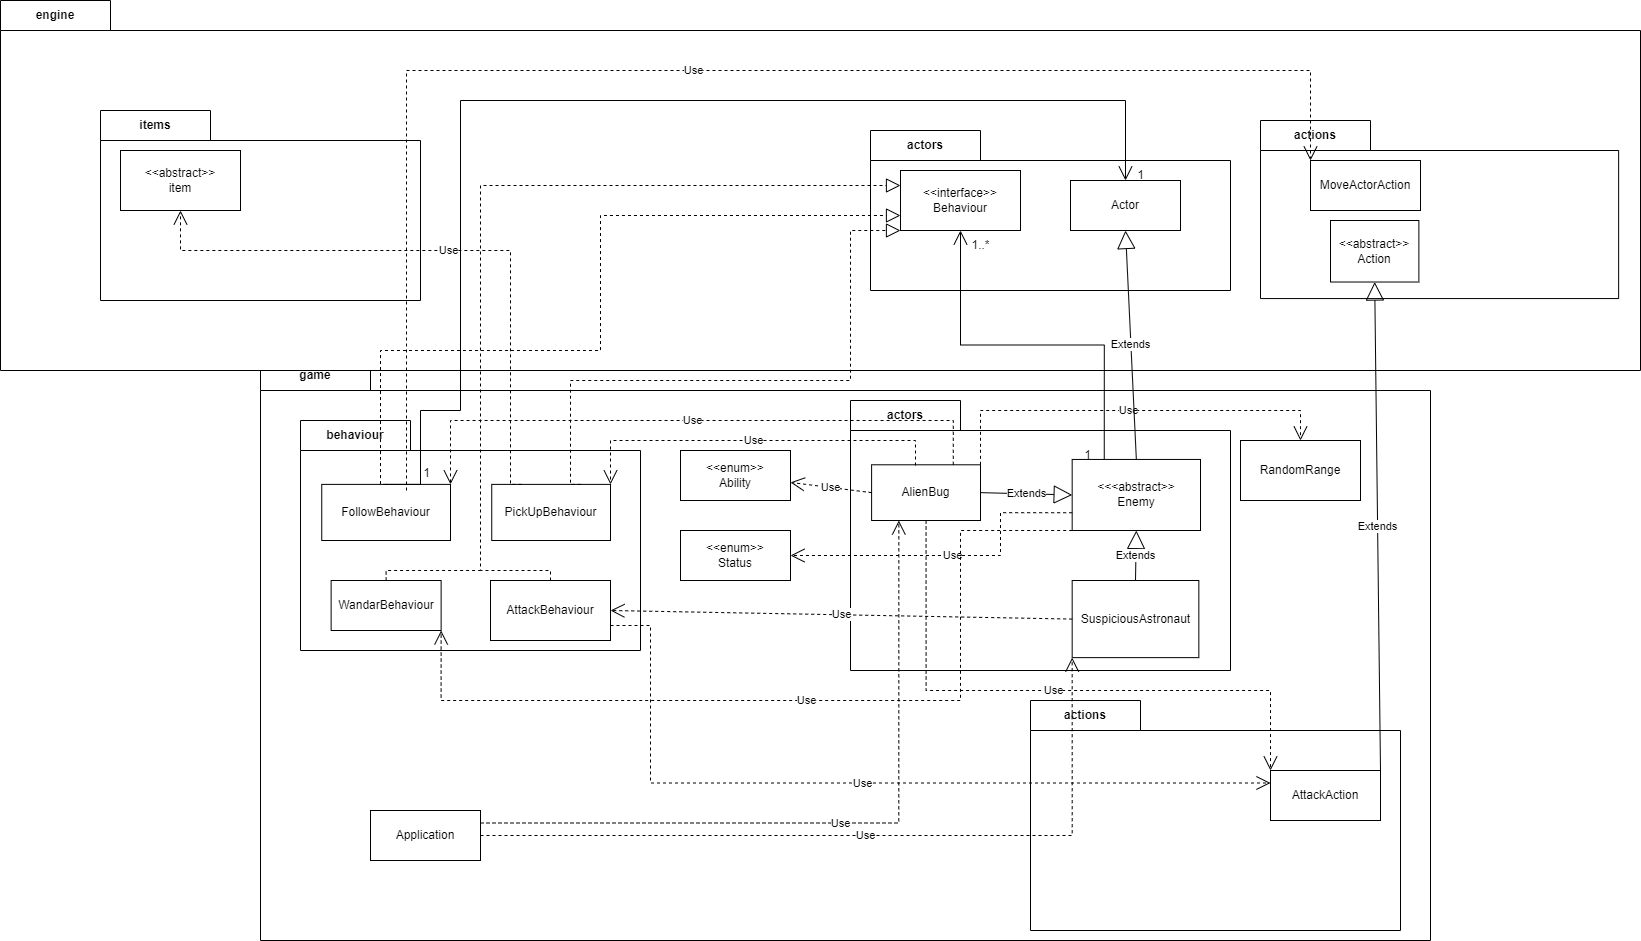 engine
Use
items
<<abstract>>
item
Use
actors
<<interface>>
Behaviour
1..*
1
Actor
actions
MoveActorAction
<<abstract>>
Action
Extends
game
behaviour
1
FollowBehaviour
PickUpBehaviour
WandarBehaviour
AttackBehaviour
Use
Use
<<enum>>
Ability
Use
<<enum>>
Status
Use
actors
AlienBug
Extends
1
<<<abstract>>
Enemy
Extends
SuspiciousAstronaut
Use
Use
RandomRange
Extends
Use
Use
actions
Use
AttackAction
Application
Use
Use